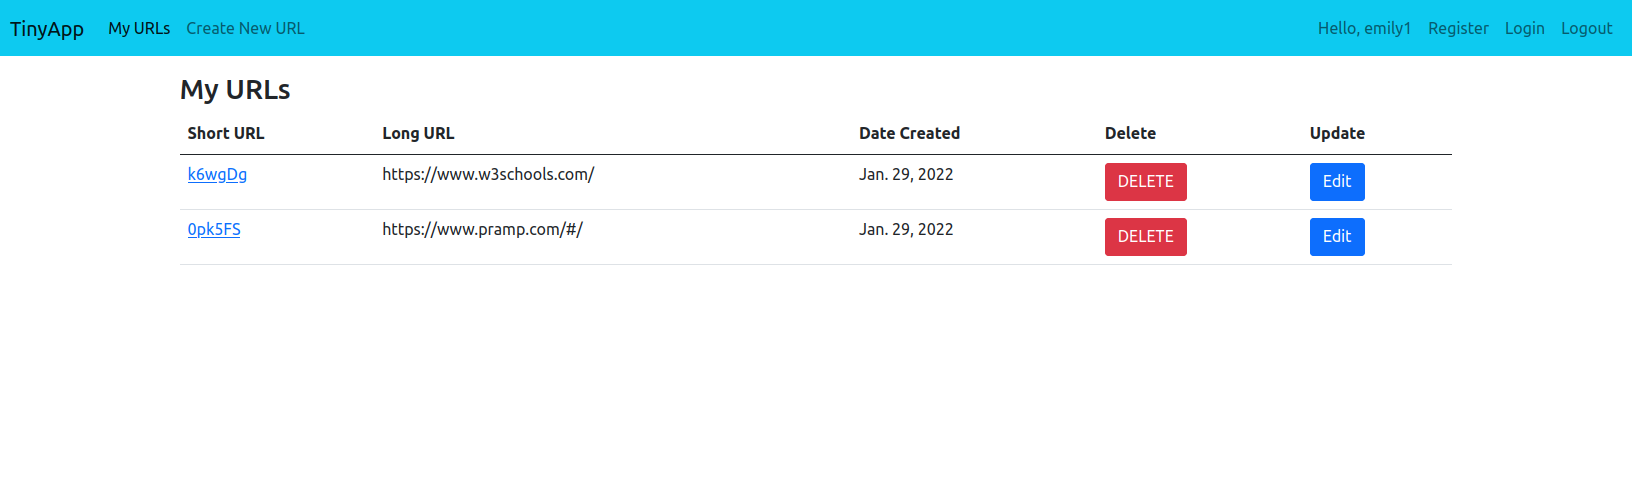 TinyApp My URLs Create New URL Hello, emily1 Register Login Logout
My URLs
Short URL Long URL Date Created Delete Update
k6wgDg https://www.w3schools.com/ Jan. 29, 2022 DELETE Edit
0pk5FS https://www.pramp.com/#/ Jan. 29, 2022 DELETE Edit